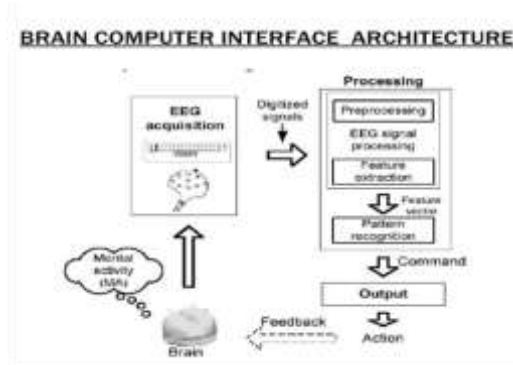 BRAIN COMPUTER INTERFACE ARCHITECTURE
Processing
EEG
acquisition
Digitized
signals
Preprocessing
EEG signal
processing
Feature
extraction
Feature
vector
Pattern
recognition
Mental
activity
(MA)
Command
Output
Feedback
Action
Brain